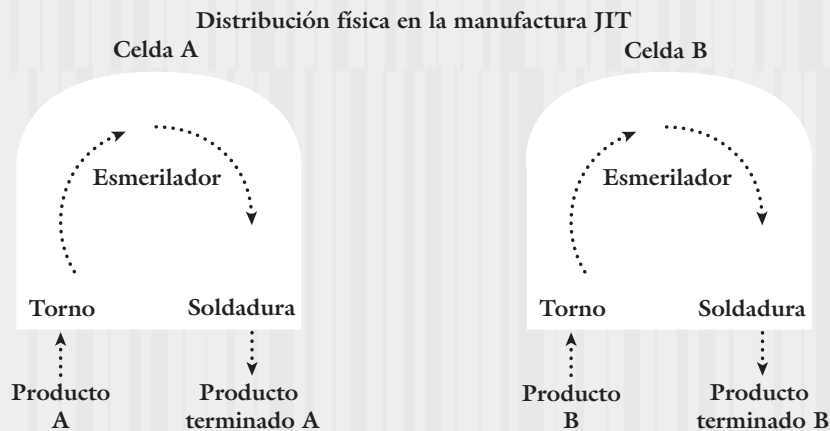 Distribución física en la manufactura JIT
Celda A
Esmerilador
Torno
Soldadura
Producto
A
Producto
terminado A
Celda B
Esmerilador
Torno
Soldadura
Producto
B
Producto
terminado B